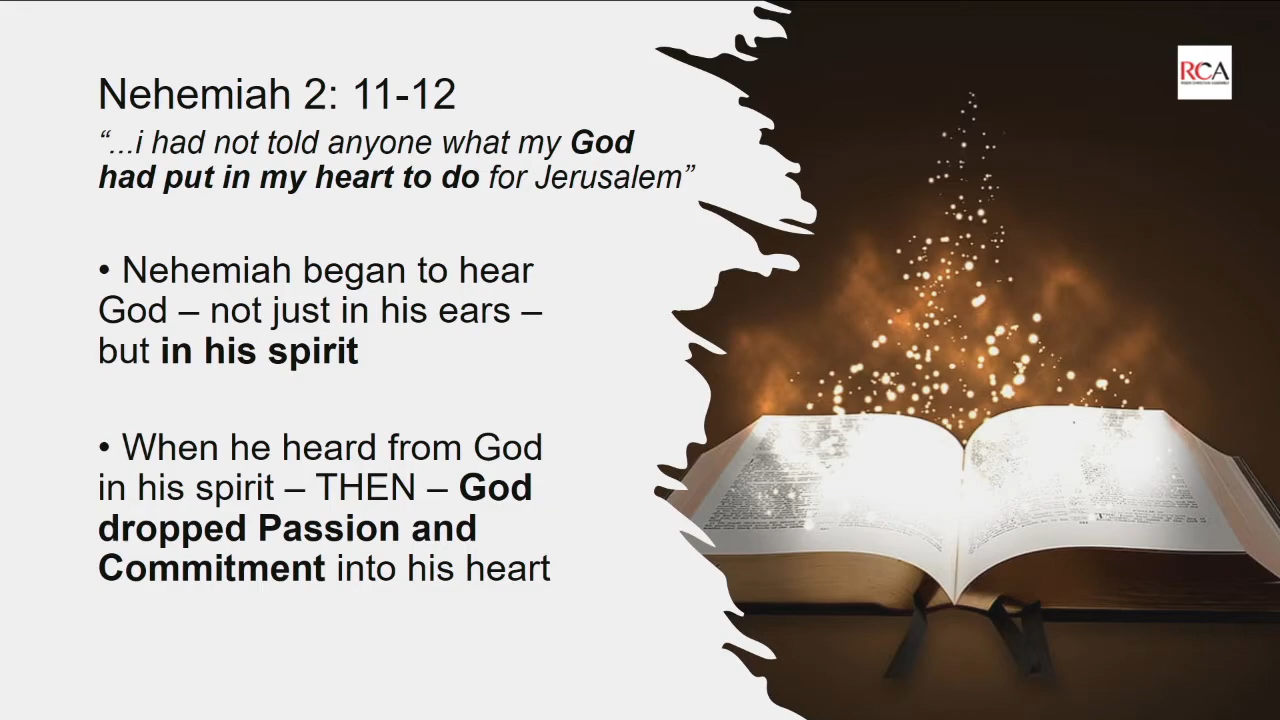 Nehemiah 2: 11-12
“...i had not told anyone what my God
had put in my heart to do for Jerusalem”
• Nehemiah began to hear
God – not just in his ears –
but in his spirit
• When he heard from God
in his spirit – THEN – God
dropped Passion and
Commitment into his heart
RCA